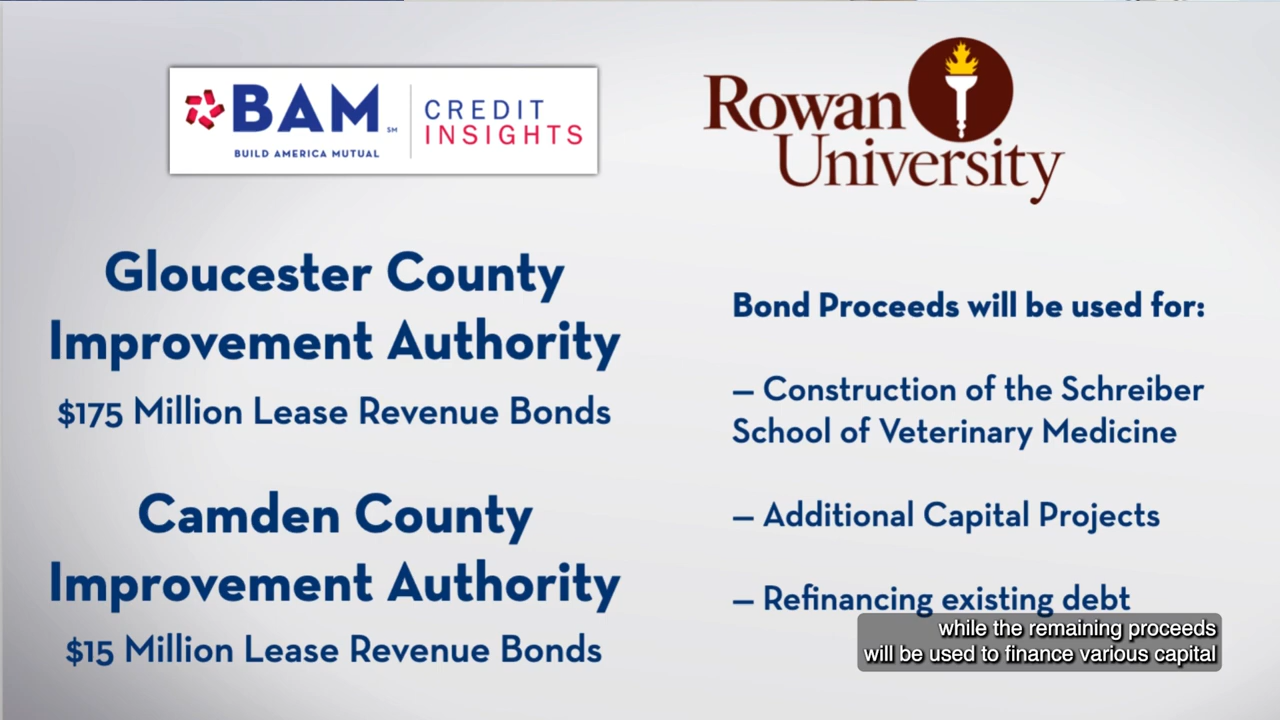 BAM SM
BUILD AMERICA MUTUAL
CREDIT
INSIGHTS
Rowan
University
Gloucester County
Improvement Authority
$175 Million Lease Revenue Bonds
Camden County
Improvement Authority
$15 Million Lease Revenue Bonds
Bond Proceeds will be used for:
– Construction of the Schreiber
School of Veterinary Medicine
– Additional Capital Projects
– Refinancing existing debt
while the remaining proceeds
will be used to finance various capital